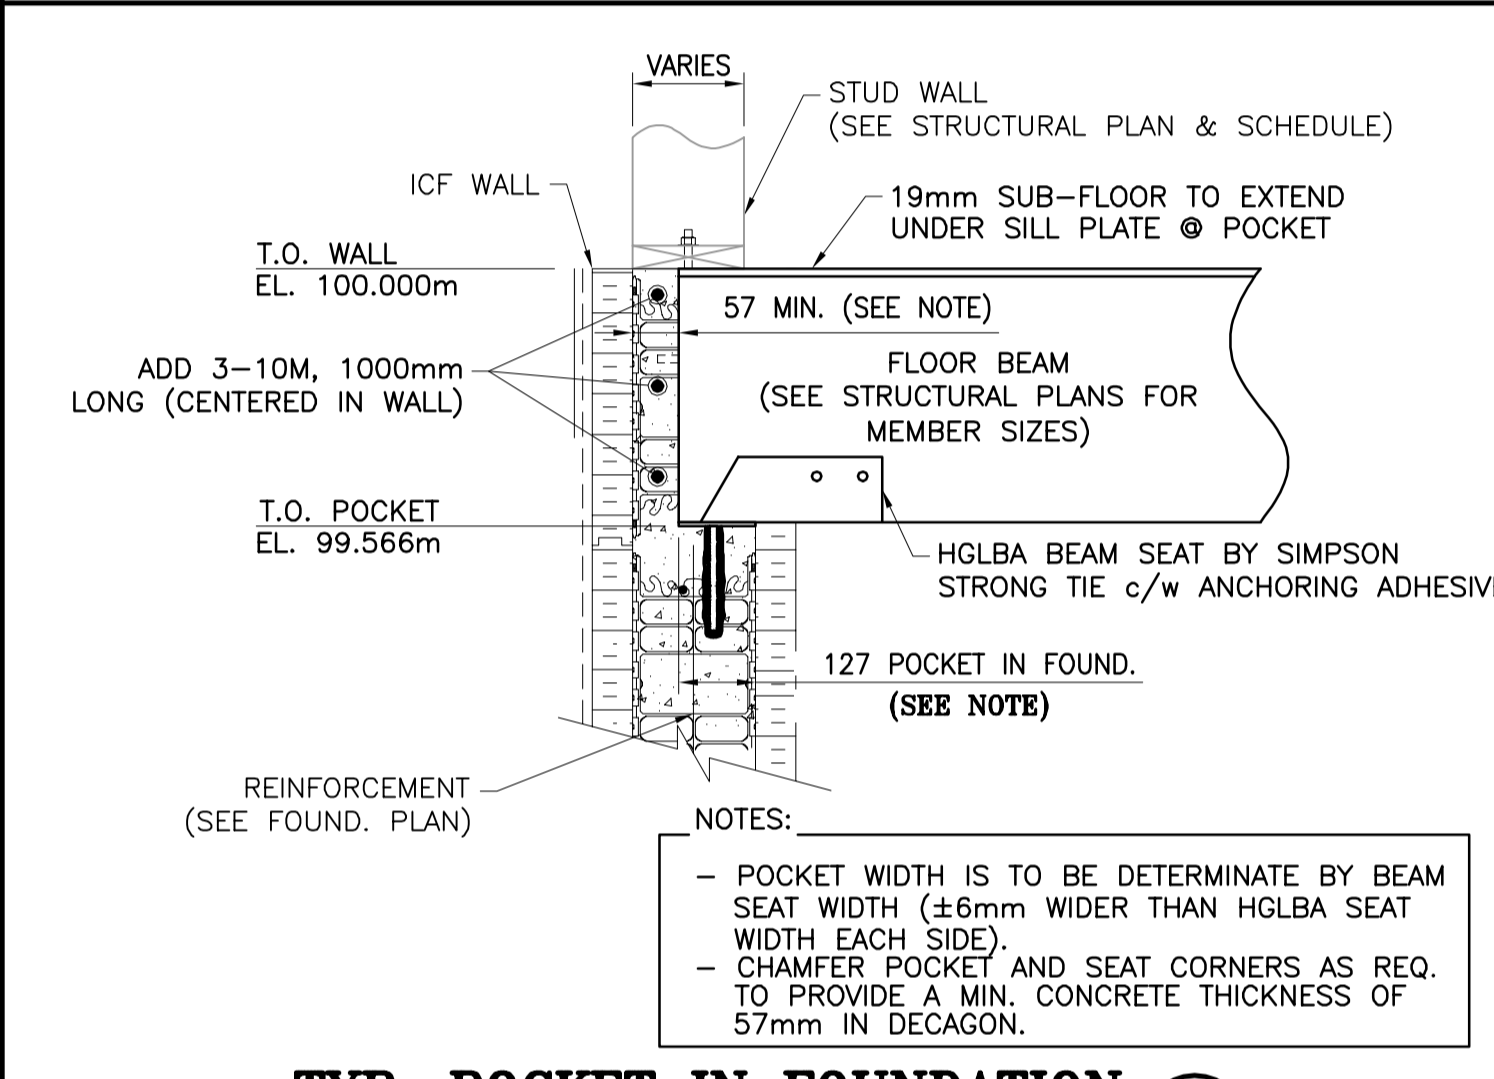 VARIES
STUD WALL
(SEE STRUCTURAL PLAN & SCHEDULE)
ICF WALL
19mm SUB-FLOOR TO EXTEND
UNDER SILL PLATE @ POCKET
T.O. WALL
EL. 100.000m
57 MIN. (SEE NOTE)
ADD 3-10M, 1000mm
LONG (CENTERED IN WALL)
FLOOR BEAM
(SEE STRUCTURAL PLANS FOR
MEMBER SIZES)
T.O. POCKET
EL. 99.566m
HGLBA BEAM SEAT BY SIMPSON
STRONG TIE c/w ANCHORING ADHESIVE
127 POCKET IN FOUND.
(SEE NOTE)
REINFORCEMENT
(SEE FOUND. PLAN)
NOTES:
- POCKET WIDTH IS TO BE DETERMINATE BY BEAM
SEAT WIDTH (±6mm WIDER THAN HGLBA SEAT
WIDTH EACH SIDE).
- CHAMFER POCKET AND SEAT CORNERS AS REQ.
TO PROVIDE A MIN. CONCRETE THICKNESS OF
57mm IN DECAGON.
TYP. POCKET IN FOUNDATION